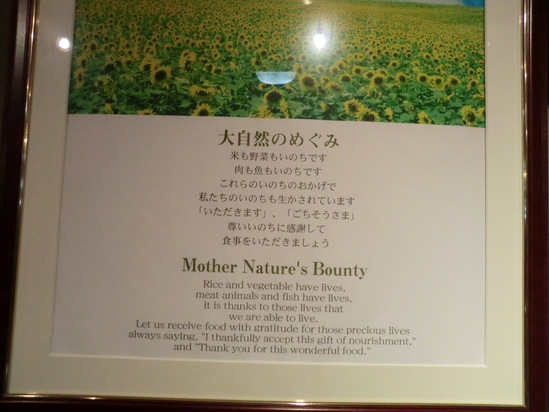 大自然のめぐみ
米も野菜もいのちです
肉も魚もいのちです
これらのいのちのおかげで
私たちのいのちも生かされています
「いただきます」、「ごちそうさま」
尊いいのちに感謝して
食事をいただきましょう
Mother Nature's Bounty
Rice and vegetable have lives,
meat animals and fish have lives,
it is thanks to those lives that
we are able to live.
Let us receive food with gratitude for those precious lives
always saying, "I thankfully accept this gift of nourishment,"
and "Thank you for this wonderful food."